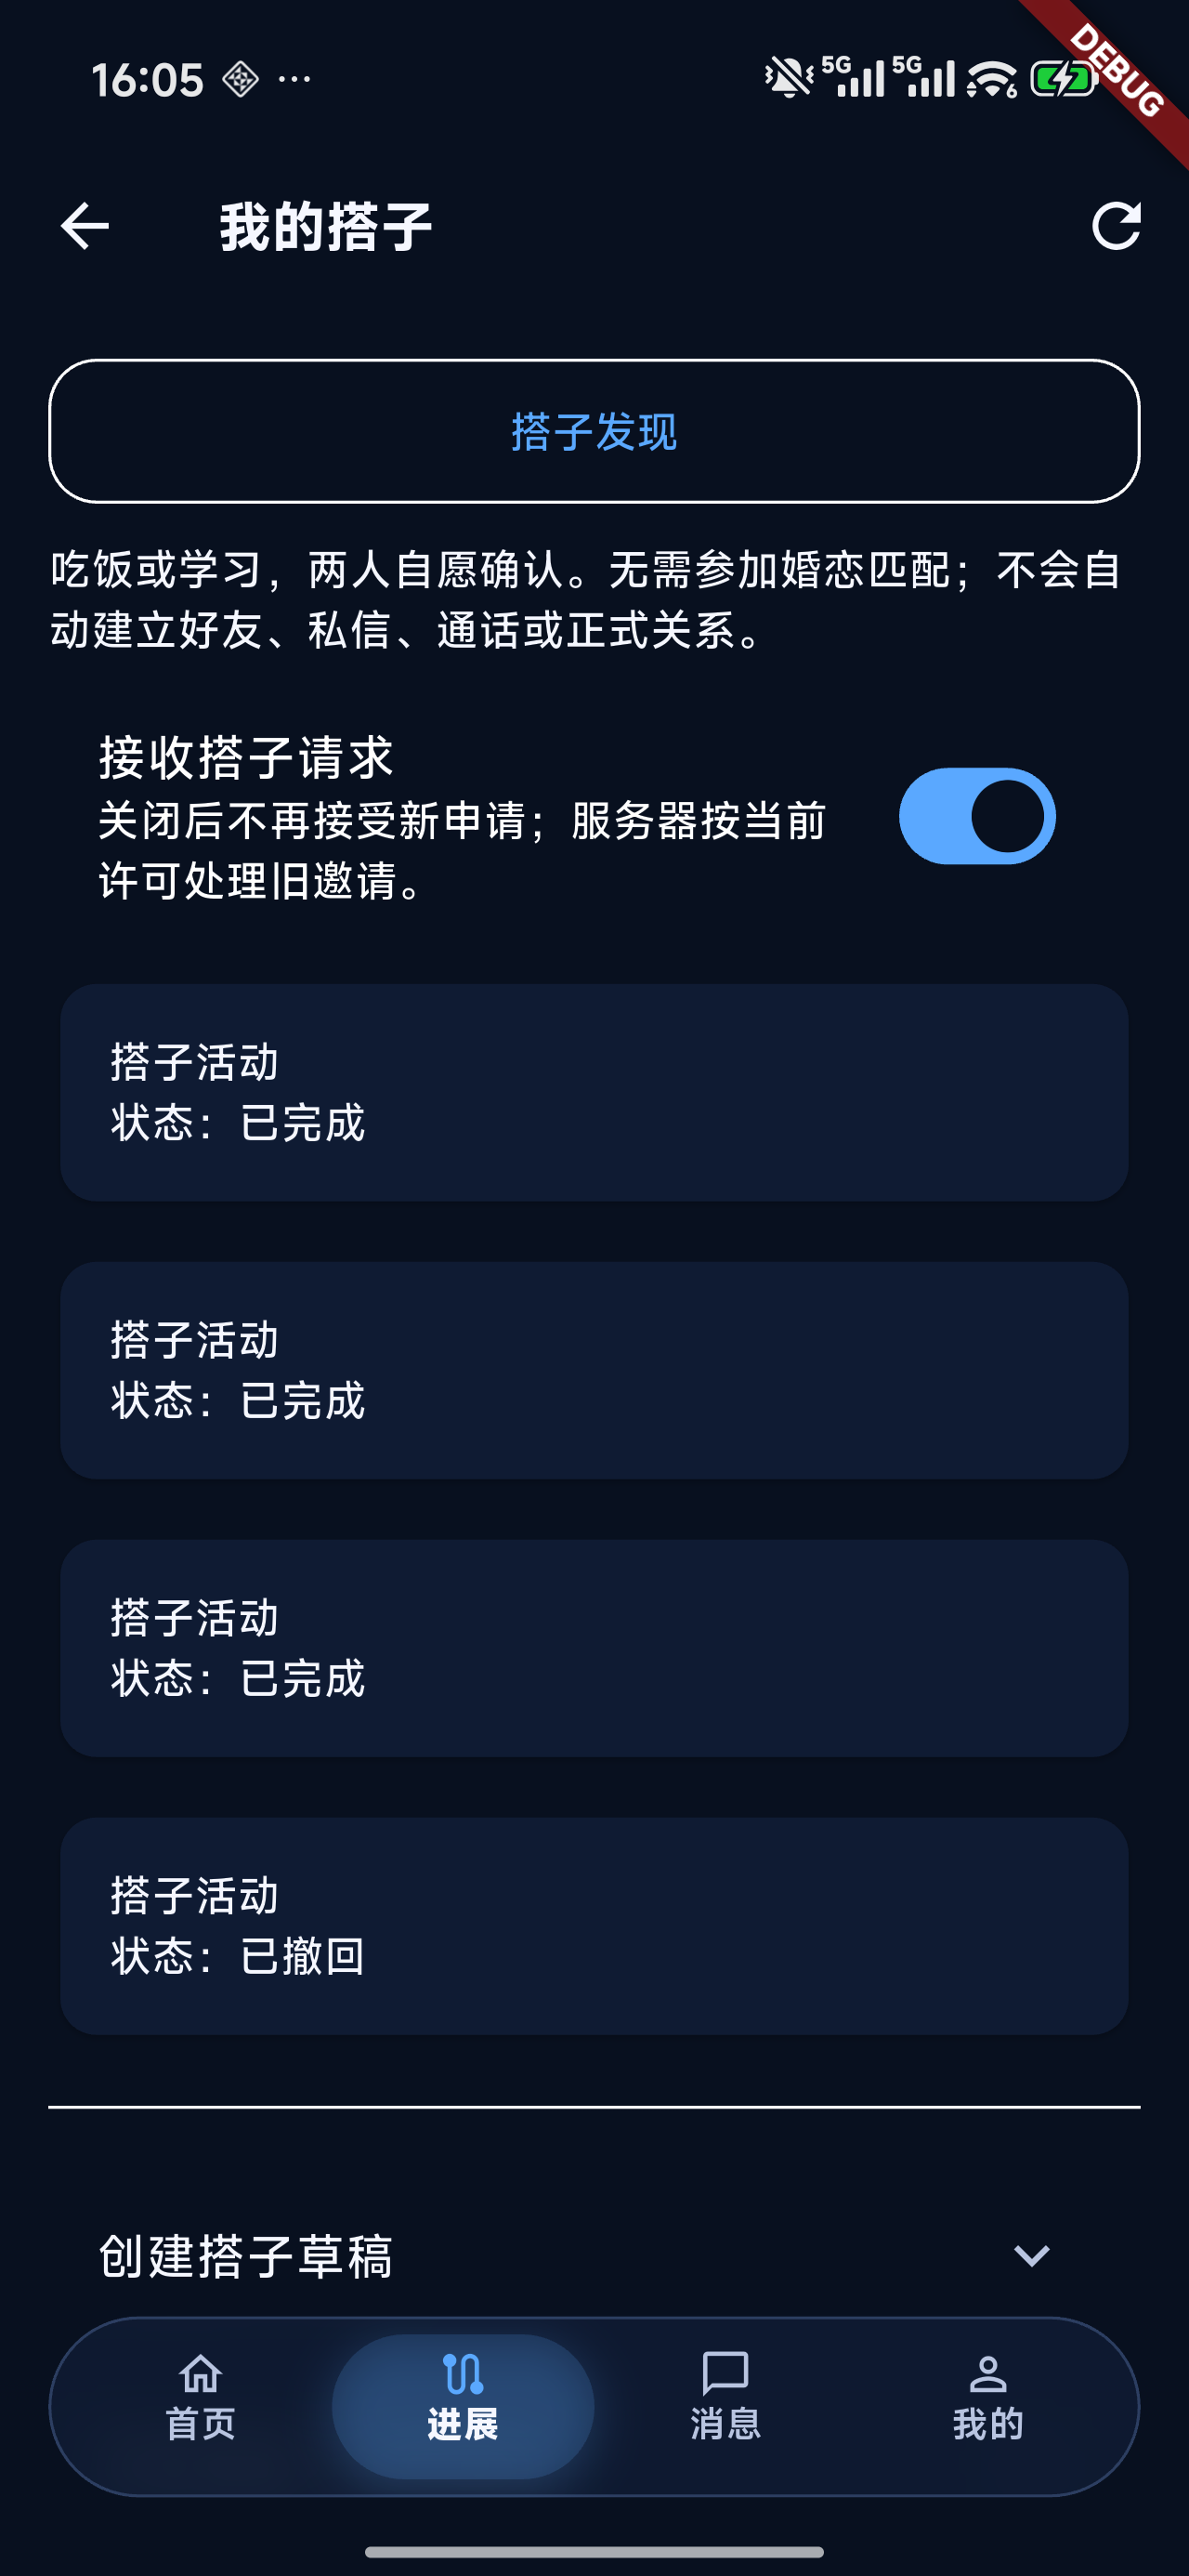 16:05
5G 5G 6
DEBUG
我的搭子
搭子发现
吃饭或学习，两人自愿确认。无需参加婚恋匹配；不会自
动建立好友、私信、通话或正式关系。
接收搭子请求
关闭后不再接受新申请；服务器按当前
许可处理旧邀请。
搭子活动
状态：已完成
搭子活动
状态：已完成
搭子活动
状态：已完成
搭子活动
状态：已撤回
创建搭子草稿
首页
进展
消息
我的